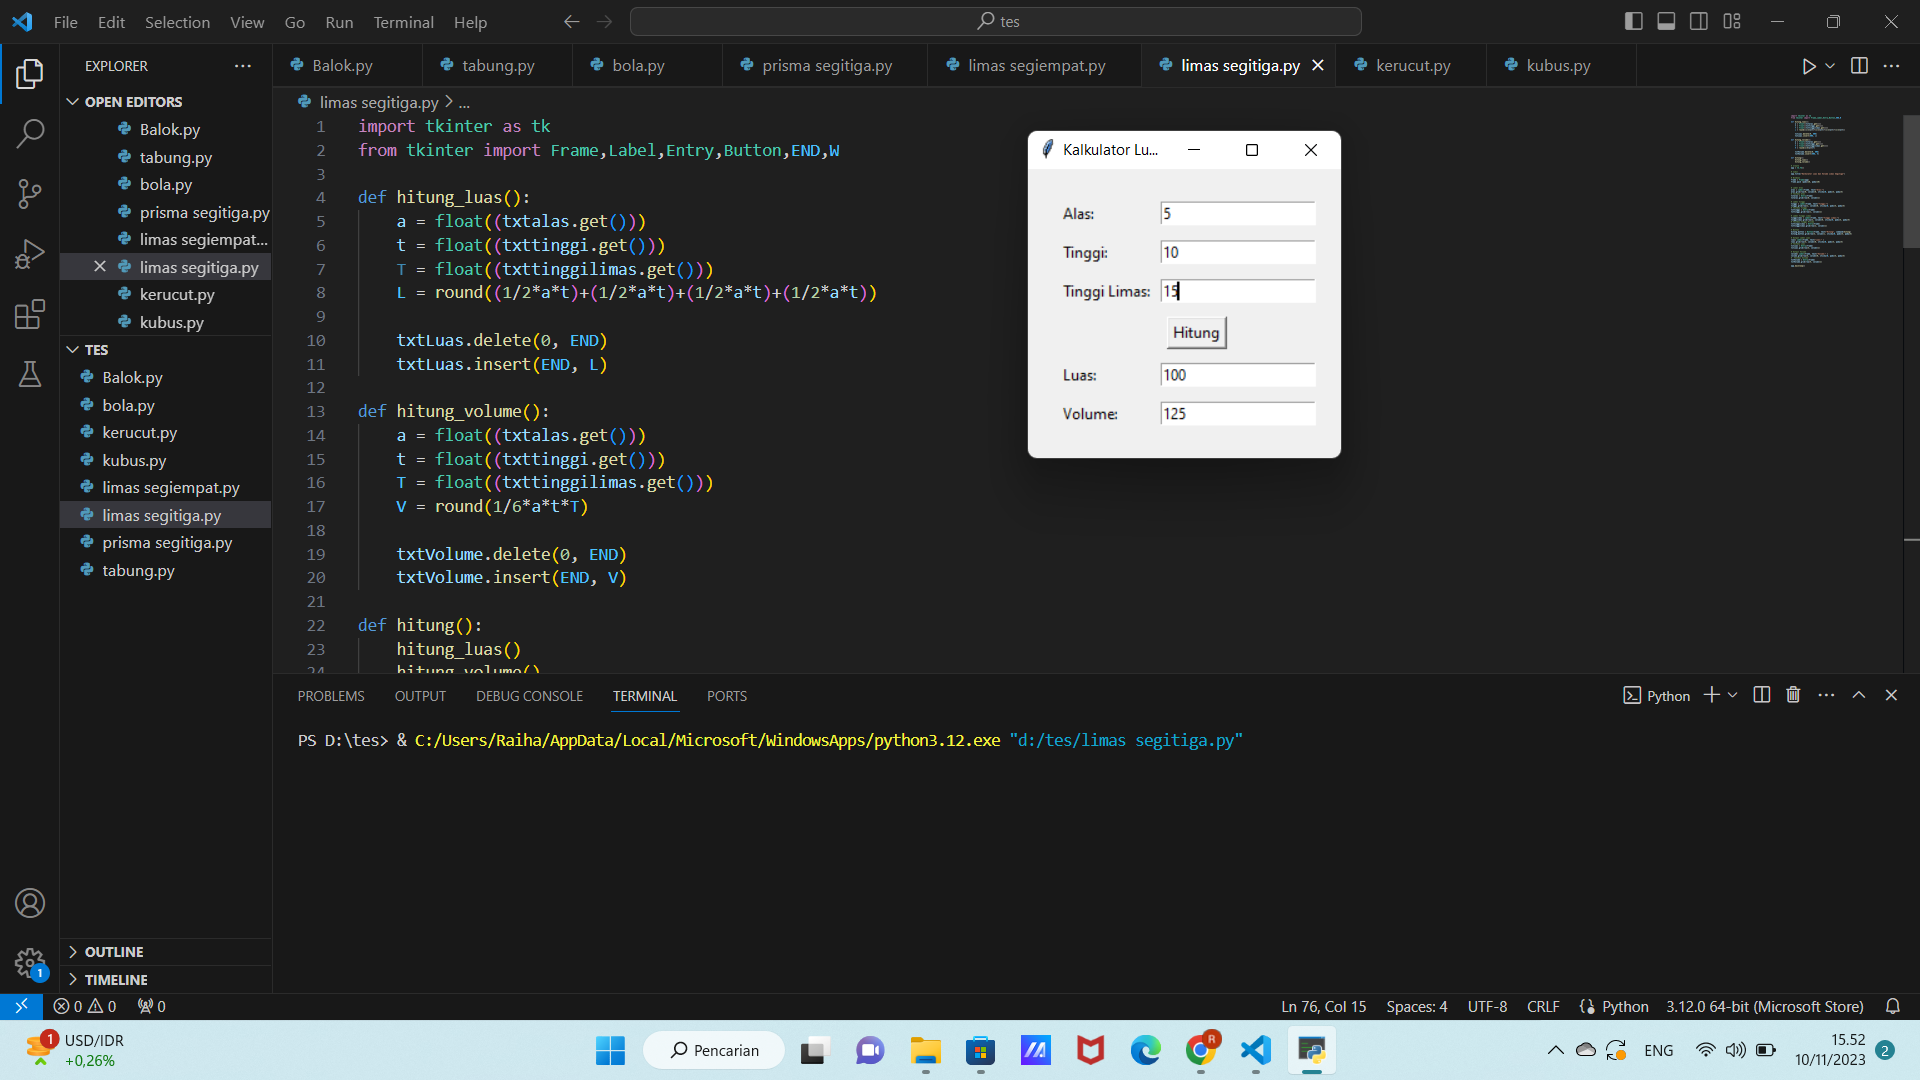 File Edit Selection View Go Run Terminal Help
tes
EXPLORER
OPEN EDITORS
Balok.py
tabung.py
bola.py
prisma segitiga.py
limas segiempat...
limas segitiga.py
kerucut.py
kubus.py
TES
Balok.py
bola.py
kerucut.py
kubus.py
limas segiempat.py
limas segitiga.py
prisma segitiga.py
tabung.py
OUTLINE
TIMELINE
Balok.py tabung.py bola.py prisma segitiga.py limas segiempat.py limas segitiga.py kerucut.py kubus.py
limas segitiga.py > ...
1 import tkinter as tk
2 from tkinter import Frame,Label,Entry,Button,END,W
3
4 def hitung_luas():
5 a = float((txtalas.get()))
6 t = float((txttinggi.get()))
7 T = float((txttinggilimas.get()))
8 L = round((1/2*a*t)+(1/2*a*t)+(1/2*a*t)+(1/2*a*t))
9
10 txtLuas.delete(0, END)
11 txtLuas.insert(END, L)
12
13 def hitung_volume():
14 a = float((txtalas.get()))
15 t = float((txttinggi.get()))
16 T = float((txttinggilimas.get()))
17 V = round(1/6*a*t*T)
18
19 txtVolume.delete(0, END)
20 txtVolume.insert(END, V)
21
22 def hitung():
23 hitung_luas()
24 hitung_volume()
Kalkulator Lu...
Alas: 5
Tinggi: 10
Tinggi Limas: 15
Hitung
Luas: 100
Volume: 125
PROBLEMS OUTPUT DEBUG CONSOLE TERMINAL PORTS
Python
PS D:\tes> & C:/Users/Raiha/AppData/Local/Microsoft/WindowsApps/python3.12.exe "d:/tes/limas segitiga.py"
1
0 0 0
Ln 76, Col 15 Spaces: 4 UTF-8 CRLF Python 3.12.0 64-bit (Microsoft Store)
1
USD/IDR
+0,26%
Pencarian
R
ENG
15.52
10/11/2023
2